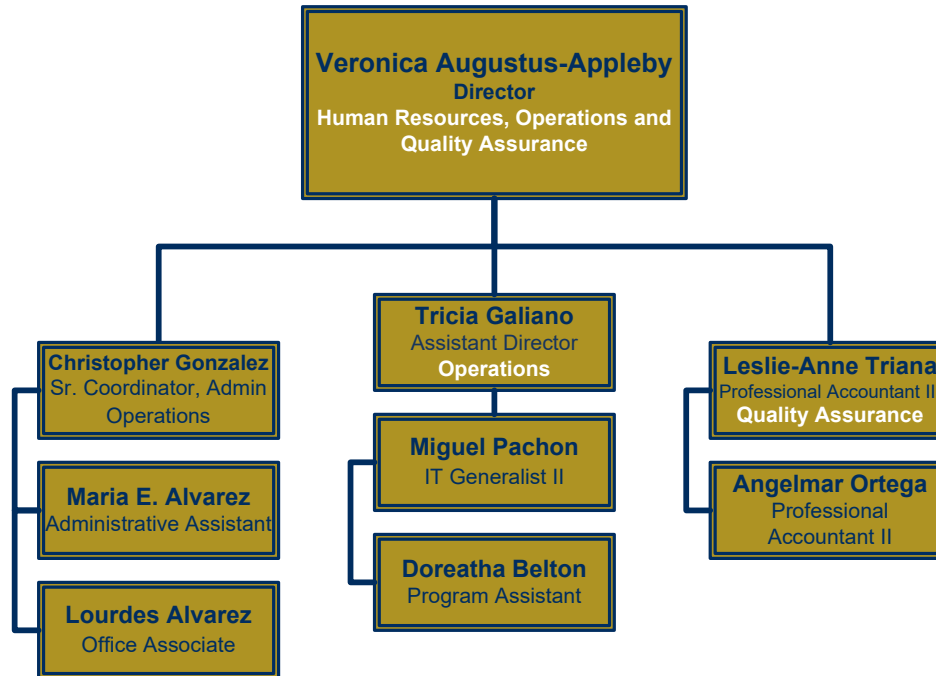 Veronica Augustus-Appleby
Director
Human Resources, Operations and
Quality Assurance
Christopher Gonzalez
Sr. Coordinator, Admin
Operations
Maria E. Alvarez
Administrative Assistant
Lourdes Alvarez
Office Associate
Tricia Galiano
Assistant Director
Operations
Miguel Pachon
IT Generalist II
Doreatha Belton
Program Assistant
Leslie-Anne Triana
Professional Accountant II
Quality Assurance
Angelmar Ortega
Professional
Accountant II